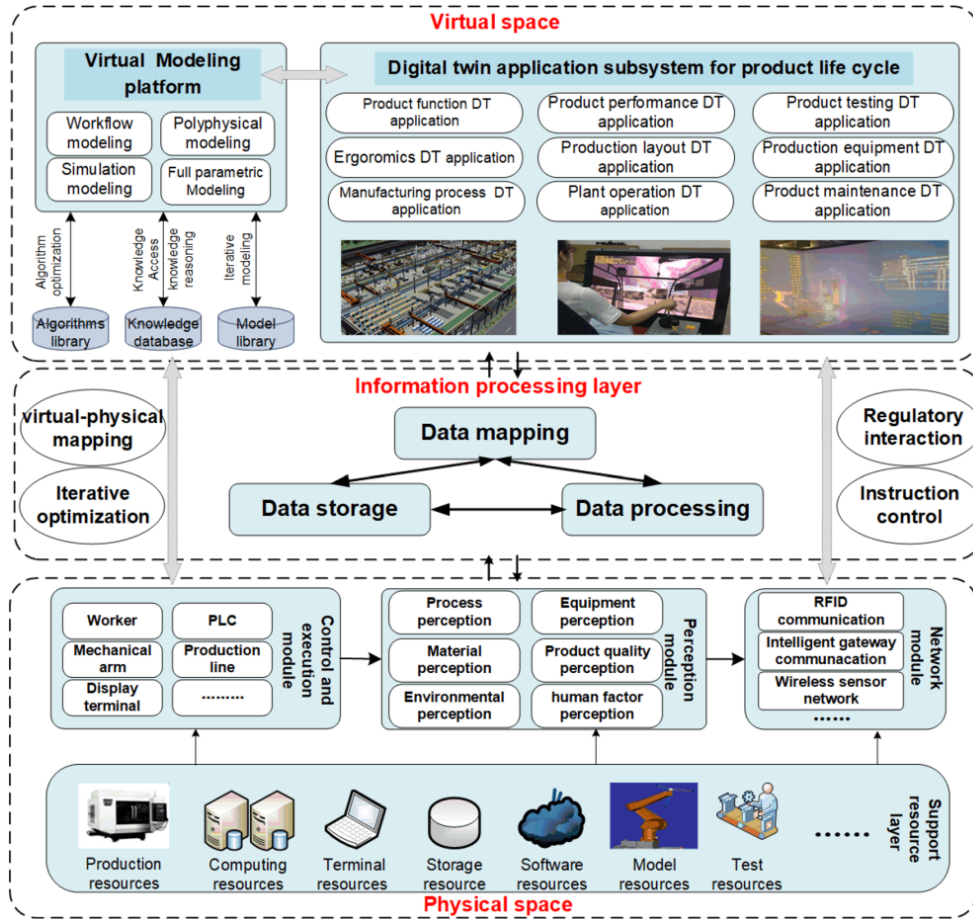 Virtual space
Virtual Modeling
platform
Workflow
modeling
Polyphysical
modeling
Simulation
modeling
Full parametric
Modeling
Algorithm
optimization
Knowledge
Access
knowledge
reasoning
Iterative
modeling
Algorithms
library
Knowledge
database
Model
library
Digital twin application subsystem for product life cycle
Product function DT
application
Product performance DT
application
Product testing DT
application
Ergoromics DT application
Production layout DT
application
Production equipment DT
application
Manufacturing process DT
application
Plant operation DT
application
Product maintenance DT
application
Information processing layer
virtual-physical
mapping
Iterative
optimization
Data mapping
Data storage
Data processing
Regulatory
interaction
Instruction
control
Worker
PLC
Mechanical
arm
Production
line
Display
terminal
.........
Control and
execution
module
Process
perception
Equipment
perception
Material
perception
Product quality
perception
Environmental
perception
human factor
perception
Perception
module
RFID
communication
Intelligent gateway
communacation
Wireless sensor
network
......
Network
module
Production
resources
Computing
resources
Terminal
resources
Storage
resource
Software
resources
Model
resources
Test
resources
......
Support
resource
layer
Physical space